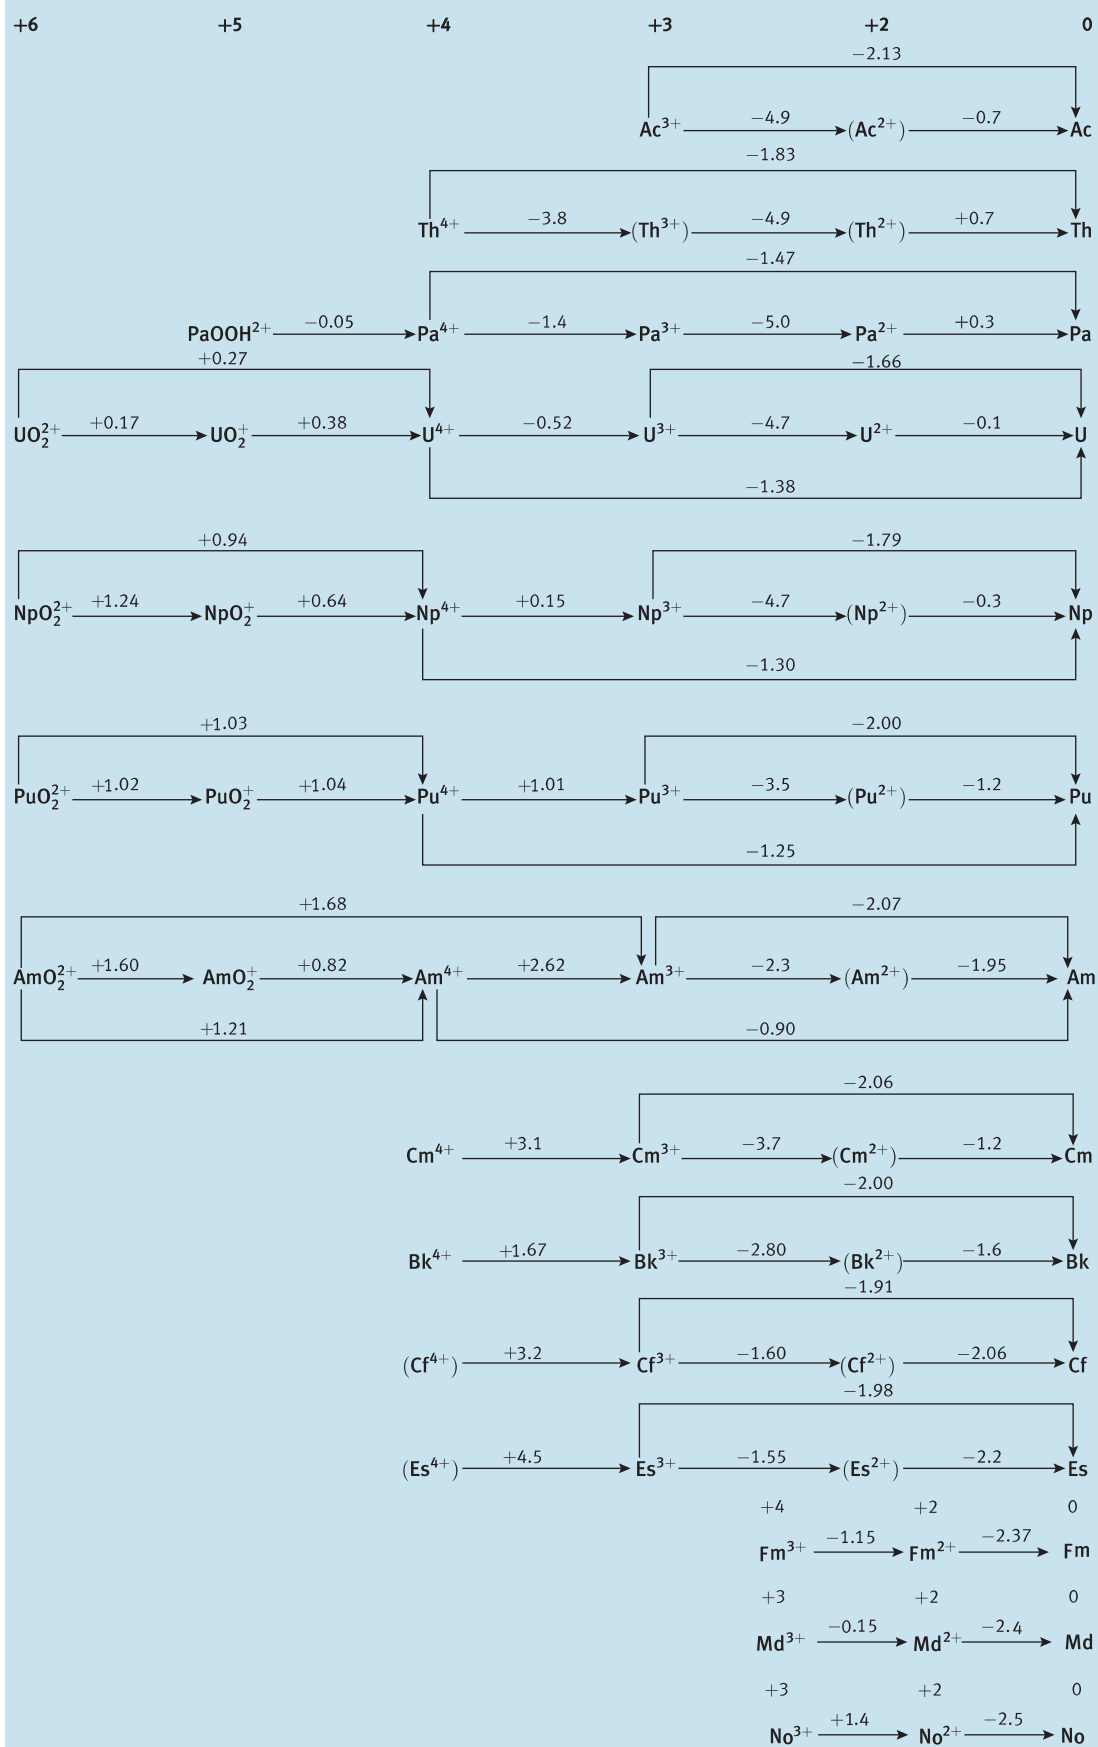 +6 +5 +4 +3 +2 0
−2.13
Ac³⁺ −4.9 (Ac²⁺) −0.7 Ac
−1.83
Th⁴⁺ −3.8 (Th³⁺) −4.9 (Th²⁺) +0.7 Th
−1.47
PaOOH²⁺ −0.05 Pa⁴⁺ −1.4 Pa³⁺ −5.0 Pa²⁺ +0.3 Pa
+0.27 −1.66
UO₂²⁺ +0.17 UO₂⁺ +0.38 U⁴⁺ −0.52 U³⁺ −4.7 U²⁺ −0.1 U
−1.38
+0.94 −1.79
NpO₂²⁺ +1.24 NpO₂⁺ +0.64 Np⁴⁺ +0.15 Np³⁺ −4.7 (Np²⁺) −0.3 Np
−1.30
+1.03 −2.00
PuO₂²⁺ +1.02 PuO₂⁺ +1.04 Pu⁴⁺ +1.01 Pu³⁺ −3.5 (Pu²⁺) −1.2 Pu
−1.25
+1.68 −2.07
AmO₂²⁺ +1.60 AmO₂⁺ +0.82 Am⁴⁺ +2.62 Am³⁺ −2.3 (Am²⁺) −1.95 Am
+1.21 −0.90
−2.06
Cm⁴⁺ +3.1 Cm³⁺ −3.7 (Cm²⁺) −1.2 Cm
−2.00
Bk⁴⁺ +1.67 Bk³⁺ −2.80 (Bk²⁺) −1.6 Bk
−1.91
(Cf⁴⁺) +3.2 Cf³⁺ −1.60 (Cf²⁺) −2.06 Cf
−1.98
(Es⁴⁺) +4.5 Es³⁺ −1.55 (Es²⁺) −2.2 Es
+4 +2 0
Fm³⁺ −1.15 Fm²⁺ −2.37 Fm
+3 +2 0
Md³⁺ −0.15 Md²⁺ −2.4 Md
+3 +2 0
No³⁺ +1.4 No²⁺ −2.5 No